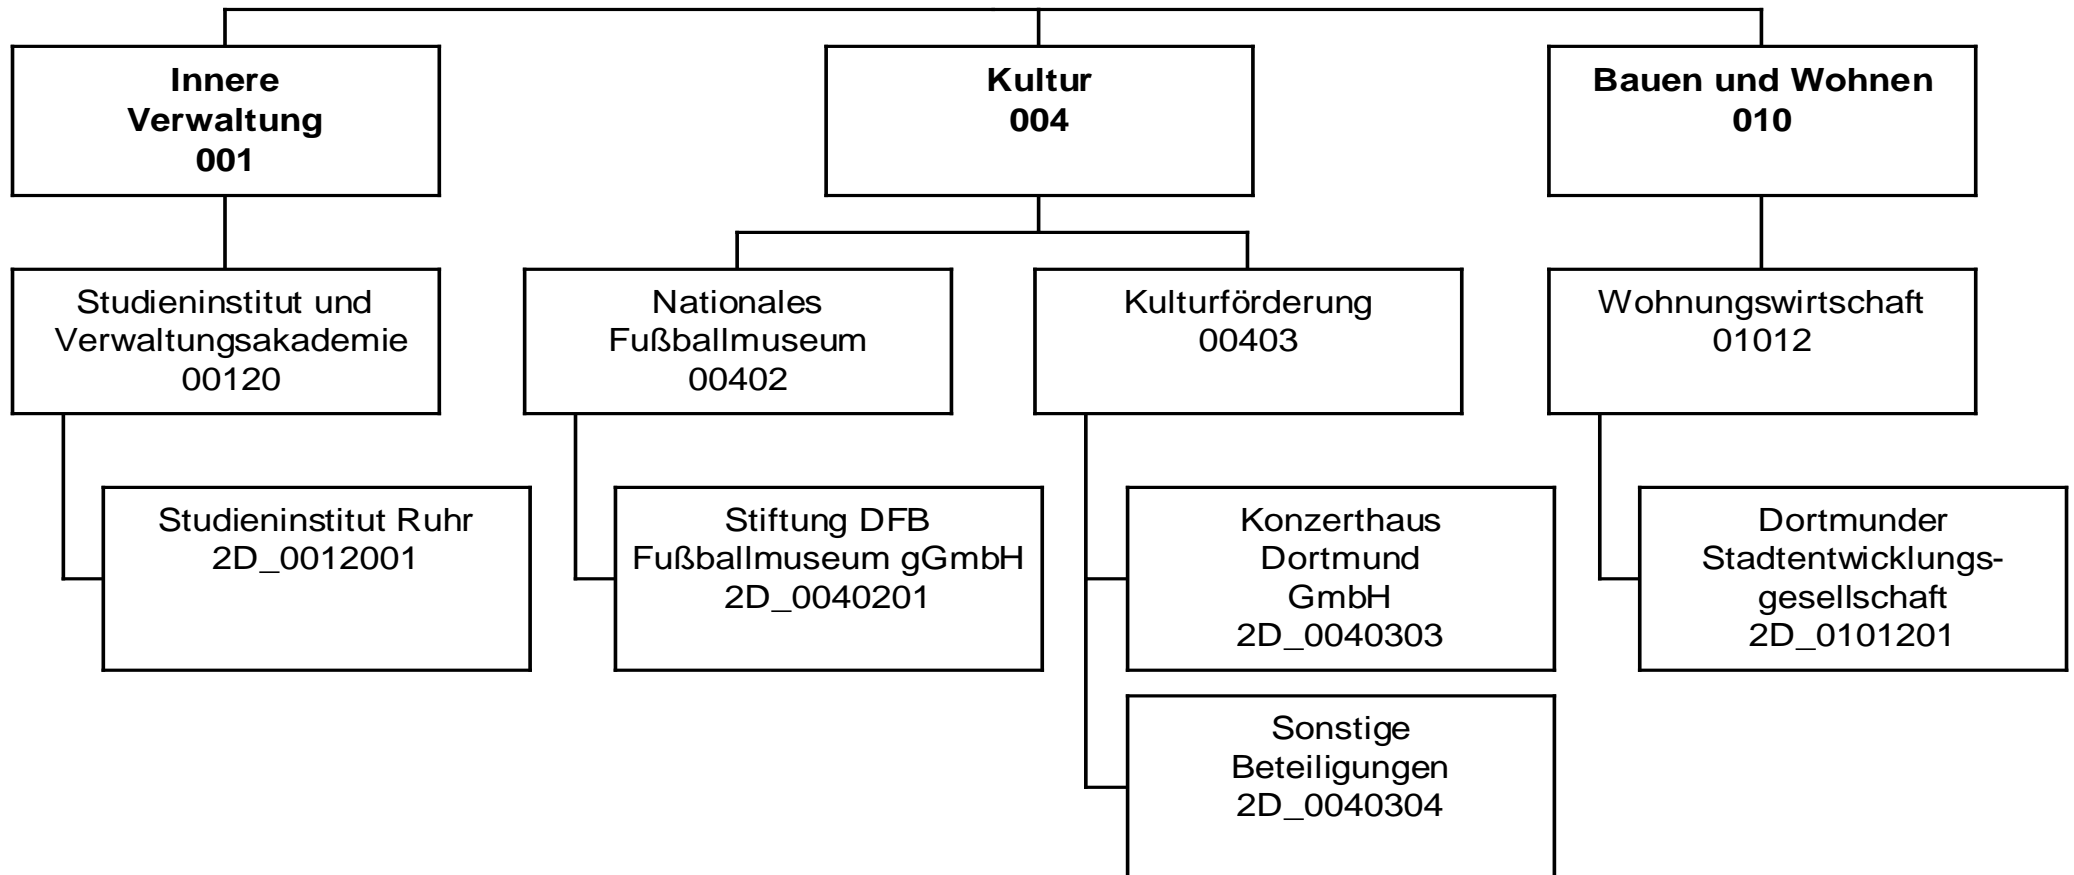 Innere
Verwaltung
001
Kultur
004
Bauen und Wohnen
010
Studieninstitut und
Verwaltungsakademie
00120
Nationales
Fußballmuseum
00402
Kulturförderung
00403
Wohnungswirtschaft
01012
Studieninstitut Ruhr
2D_0012001
Stiftung DFB
Fußballmuseum gGmbH
2D_0040201
Konzerthaus
Dortmund
GmbH
2D_0040303
Dortmunder
Stadtentwicklungs-
gesellschaft
2D_0101201
Sonstige
Beteiligungen
2D_0040304